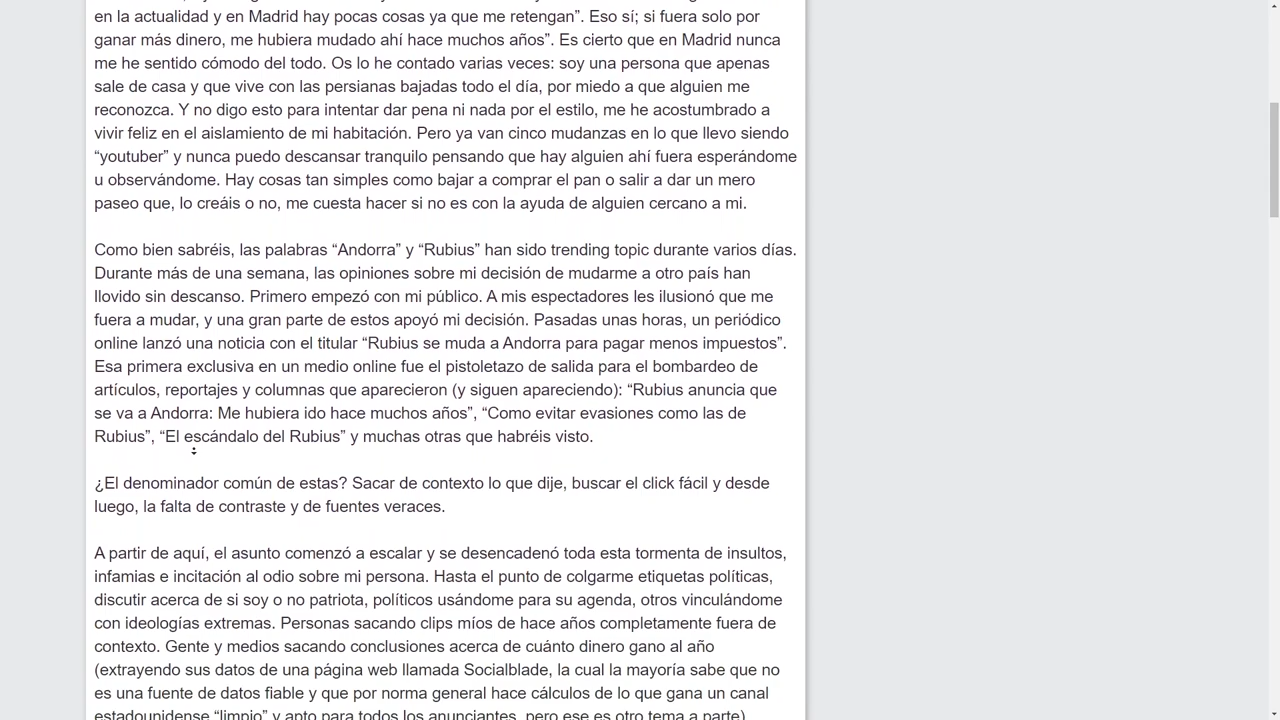 en la actualidad y en Madrid hay pocas cosas ya que me retengan”. Eso sí; si fuera solo por
ganar más dinero, me hubiera mudado ahí hace muchos años”. Es cierto que en Madrid nunca
me he sentido cómodo del todo. Os lo he contado varias veces: soy una persona que apenas
sale de casa y que vive con las persianas bajadas todo el día, por miedo a que alguien me
reconozca. Y no digo esto para intentar dar pena ni nada por el estilo, me he acostumbrado a
vivir feliz en el aislamiento de mi habitación. Pero ya van cinco mudanzas en lo que llevo siendo
“youtuber” y nunca puedo descansar tranquilo pensando que hay alguien ahí fuera esperándome
u observándome. Hay cosas tan simples como bajar a comprar el pan o salir a dar un mero
paseo que, lo creáis o no, me cuesta hacer si no es con la ayuda de alguien cercano a mi.
Como bien sabréis, las palabras “Andorra” y “Rubius” han sido trending topic durante varios días.
Durante más de una semana, las opiniones sobre mi decisión de mudarme a otro país han
llovido sin descanso. Primero empezó con mi público. A mis espectadores les ilusionó que me
fuera a mudar, y una gran parte de estos apoyó mi decisión. Pasadas unas horas, un periódico
online lanzó una noticia con el titular “Rubius se muda a Andorra para pagar menos impuestos”.
Esa primera exclusiva en un medio online fue el pistoletazo de salida para el bombardeo de
artículos, reportajes y columnas que aparecieron (y siguen apareciendo): “Rubius anuncia que
se va a Andorra: Me hubiera ido hace muchos años”, “Como evitar evasiones como las de
Rubius”, “El escándalo del Rubius” y muchas otras que habréis visto.
¿El denominador común de estas? Sacar de contexto lo que dije, buscar el click fácil y desde
luego, la falta de contraste y de fuentes veraces.
A partir de aquí, el asunto comenzó a escalar y se desencadenó toda esta tormenta de insultos,
infamias e incitación al odio sobre mi persona. Hasta el punto de colgarme etiquetas políticas,
discutir acerca de si soy o no patriota, políticos usándome para su agenda, otros vinculándome
con ideologías extremas. Personas sacando clips míos de hace años completamente fuera de
contexto. Gente y medios sacando conclusiones acerca de cuánto dinero gano al año
(extrayendo sus datos de una página web llamada Socialblade, la cual la mayoría sabe que no
es una fuente de datos fiable y que por norma general hace cálculos de lo que gana un canal
estadounidense “limpio” y apto para todos los anunciantes, pero ese es otro tema a parte)